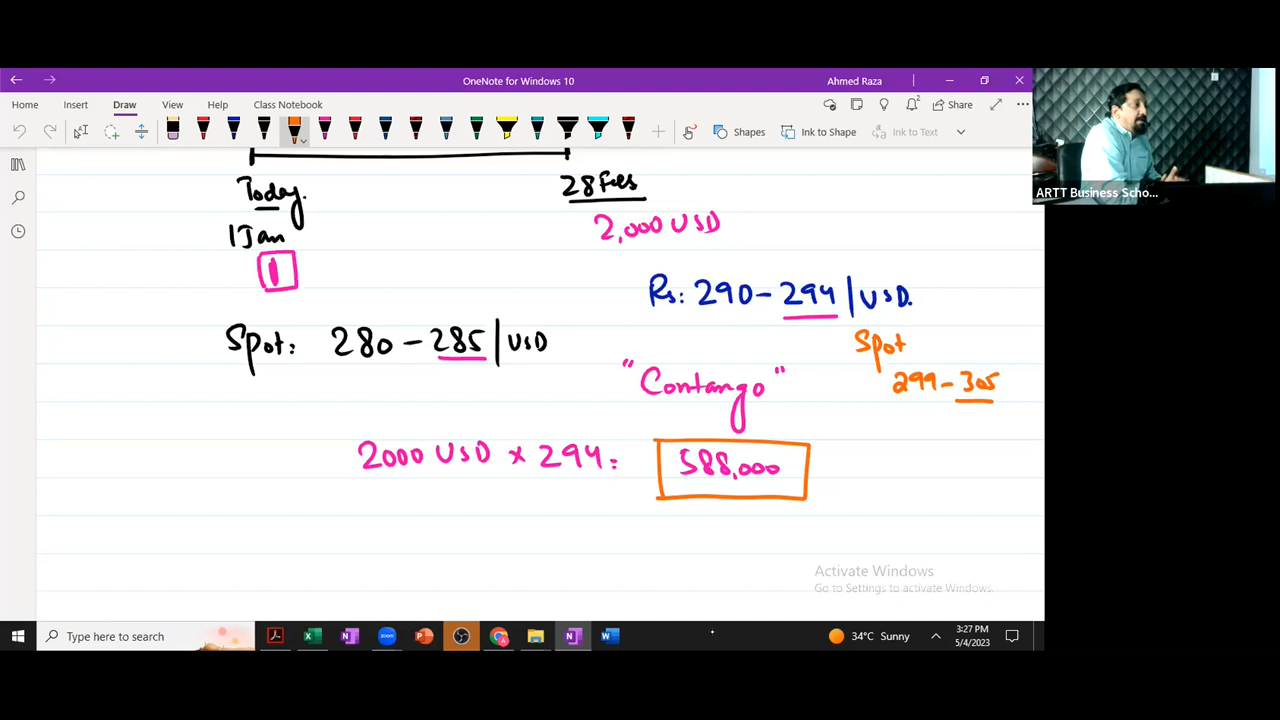 OneNote for Windows 10
Ahmed Raza
Home Insert Draw View Help Class Notebook
Share
Shapes Ink to Shape Ink to Text
ARTT Business Scho...
Today.
28 Feb
1 Jan
2,000 USD
1
Rs: 290 - 294 | USD.
Spot: 280 - 285 | USD
Spot
299 - 305
"Contango"
2000 USD × 294 =
588,000
Activate Windows
Go to Settings to activate Windows.
Type here to search
34°C Sunny
3:27 PM
5/4/2023